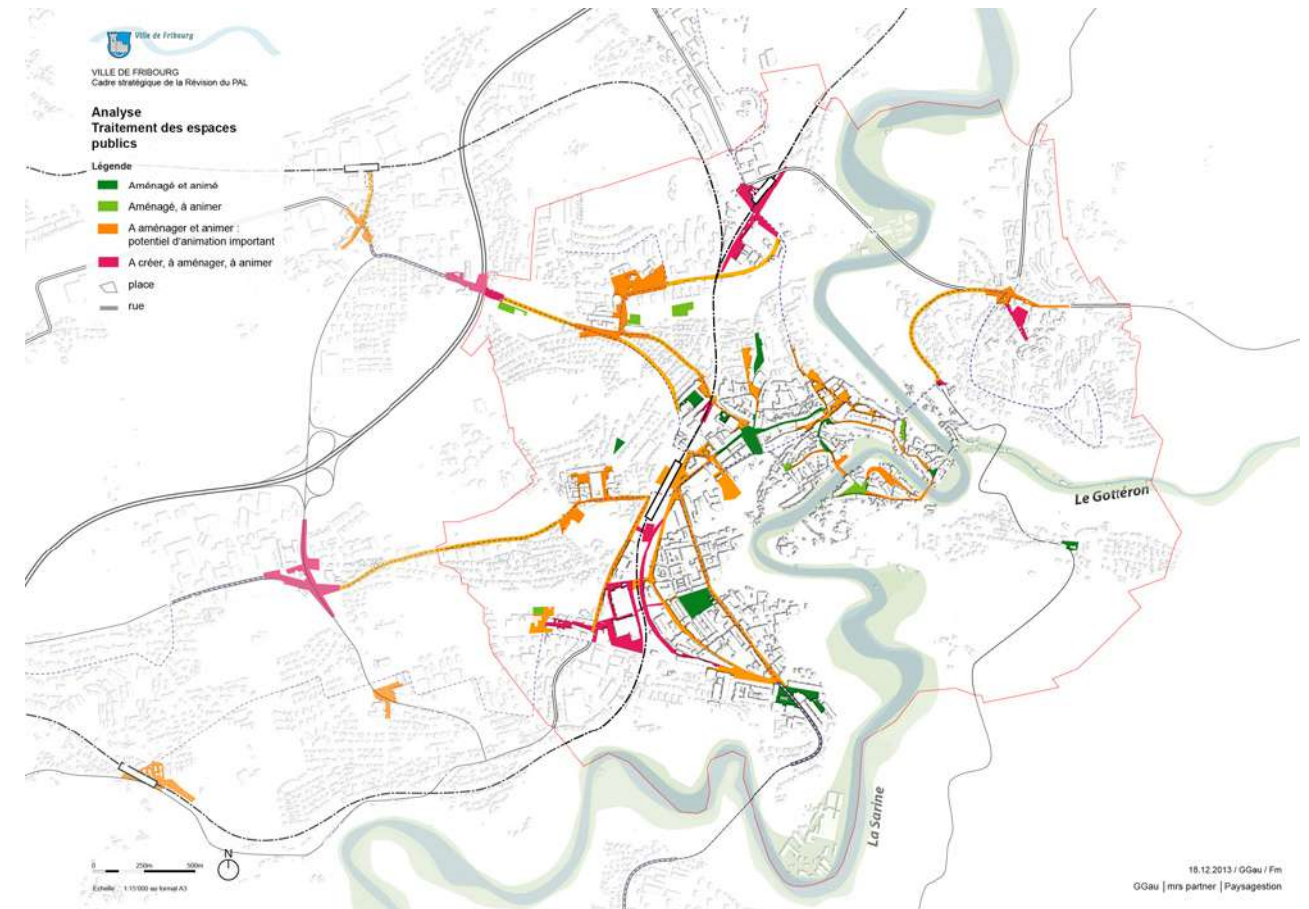 Ville de Fribourg
VILLE DE FRIBOURG
Cadre stratégique de la Révision du PAL
Analyse
Traitement des espaces
publics
Légende
Aménagé et animé
Aménagé, à animer
A aménager et animer :
potentiel d'animation important
A créer, à aménager, à animer
place
rue
Le Gottéron
La Sarine
N
0 250m 500m
Echelle : 1:15'000 au format A3
18.12.2013 / GGau / Fm
GGau | mrs partner | Paysagestion